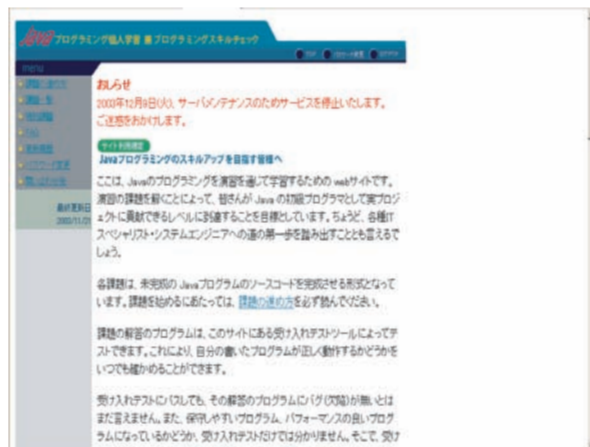 Java プログラミング個人学習 ■ プログラミングスキルチェック
TOP
menu
おしらせ
2003年12月9日(火)、サーバメンテナンスのためサービスを停止いたします。
ご迷惑をおかけします。
FAQ
パスワード変更
最終更新日
2003/11/21
Javaプログラミングのスキルアップを目指す皆様へ
ここは、Javaのプログラミングを演習を通じて学習するための webサイトです。
演習の課題を解くことによって、皆さんが Java の初級プログラマとして実プロジ
ェクトに貢献できるレベルに到達することを目標としています。ちょうど、各種IT
スペシャリスト・システムエンジニアへの道の第一歩を踏み出すことも言えるで
しょう。
各課題は、未完成の Javaプログラムのソースコードを完成させる形式となって
います。課題を始めるにあたっては、課題の進め方を必ず読んでください。
課題の解答のプログラムは、このサイトにある受け入れテストツールによってテ
ストできます。これにより、自分の書いたプログラムが正しく動作するかどうかを
いつでも確かめることができます。
受け入れテストにパスしても、その解答のプログラムにバグ(欠陥)が無いとは
まだ言えません。また、保守しやすいプログラム、パフォーマンスの良いプログ
ラムになっているかどうか、受け入れテストだけでは分かりません。そこで、受け